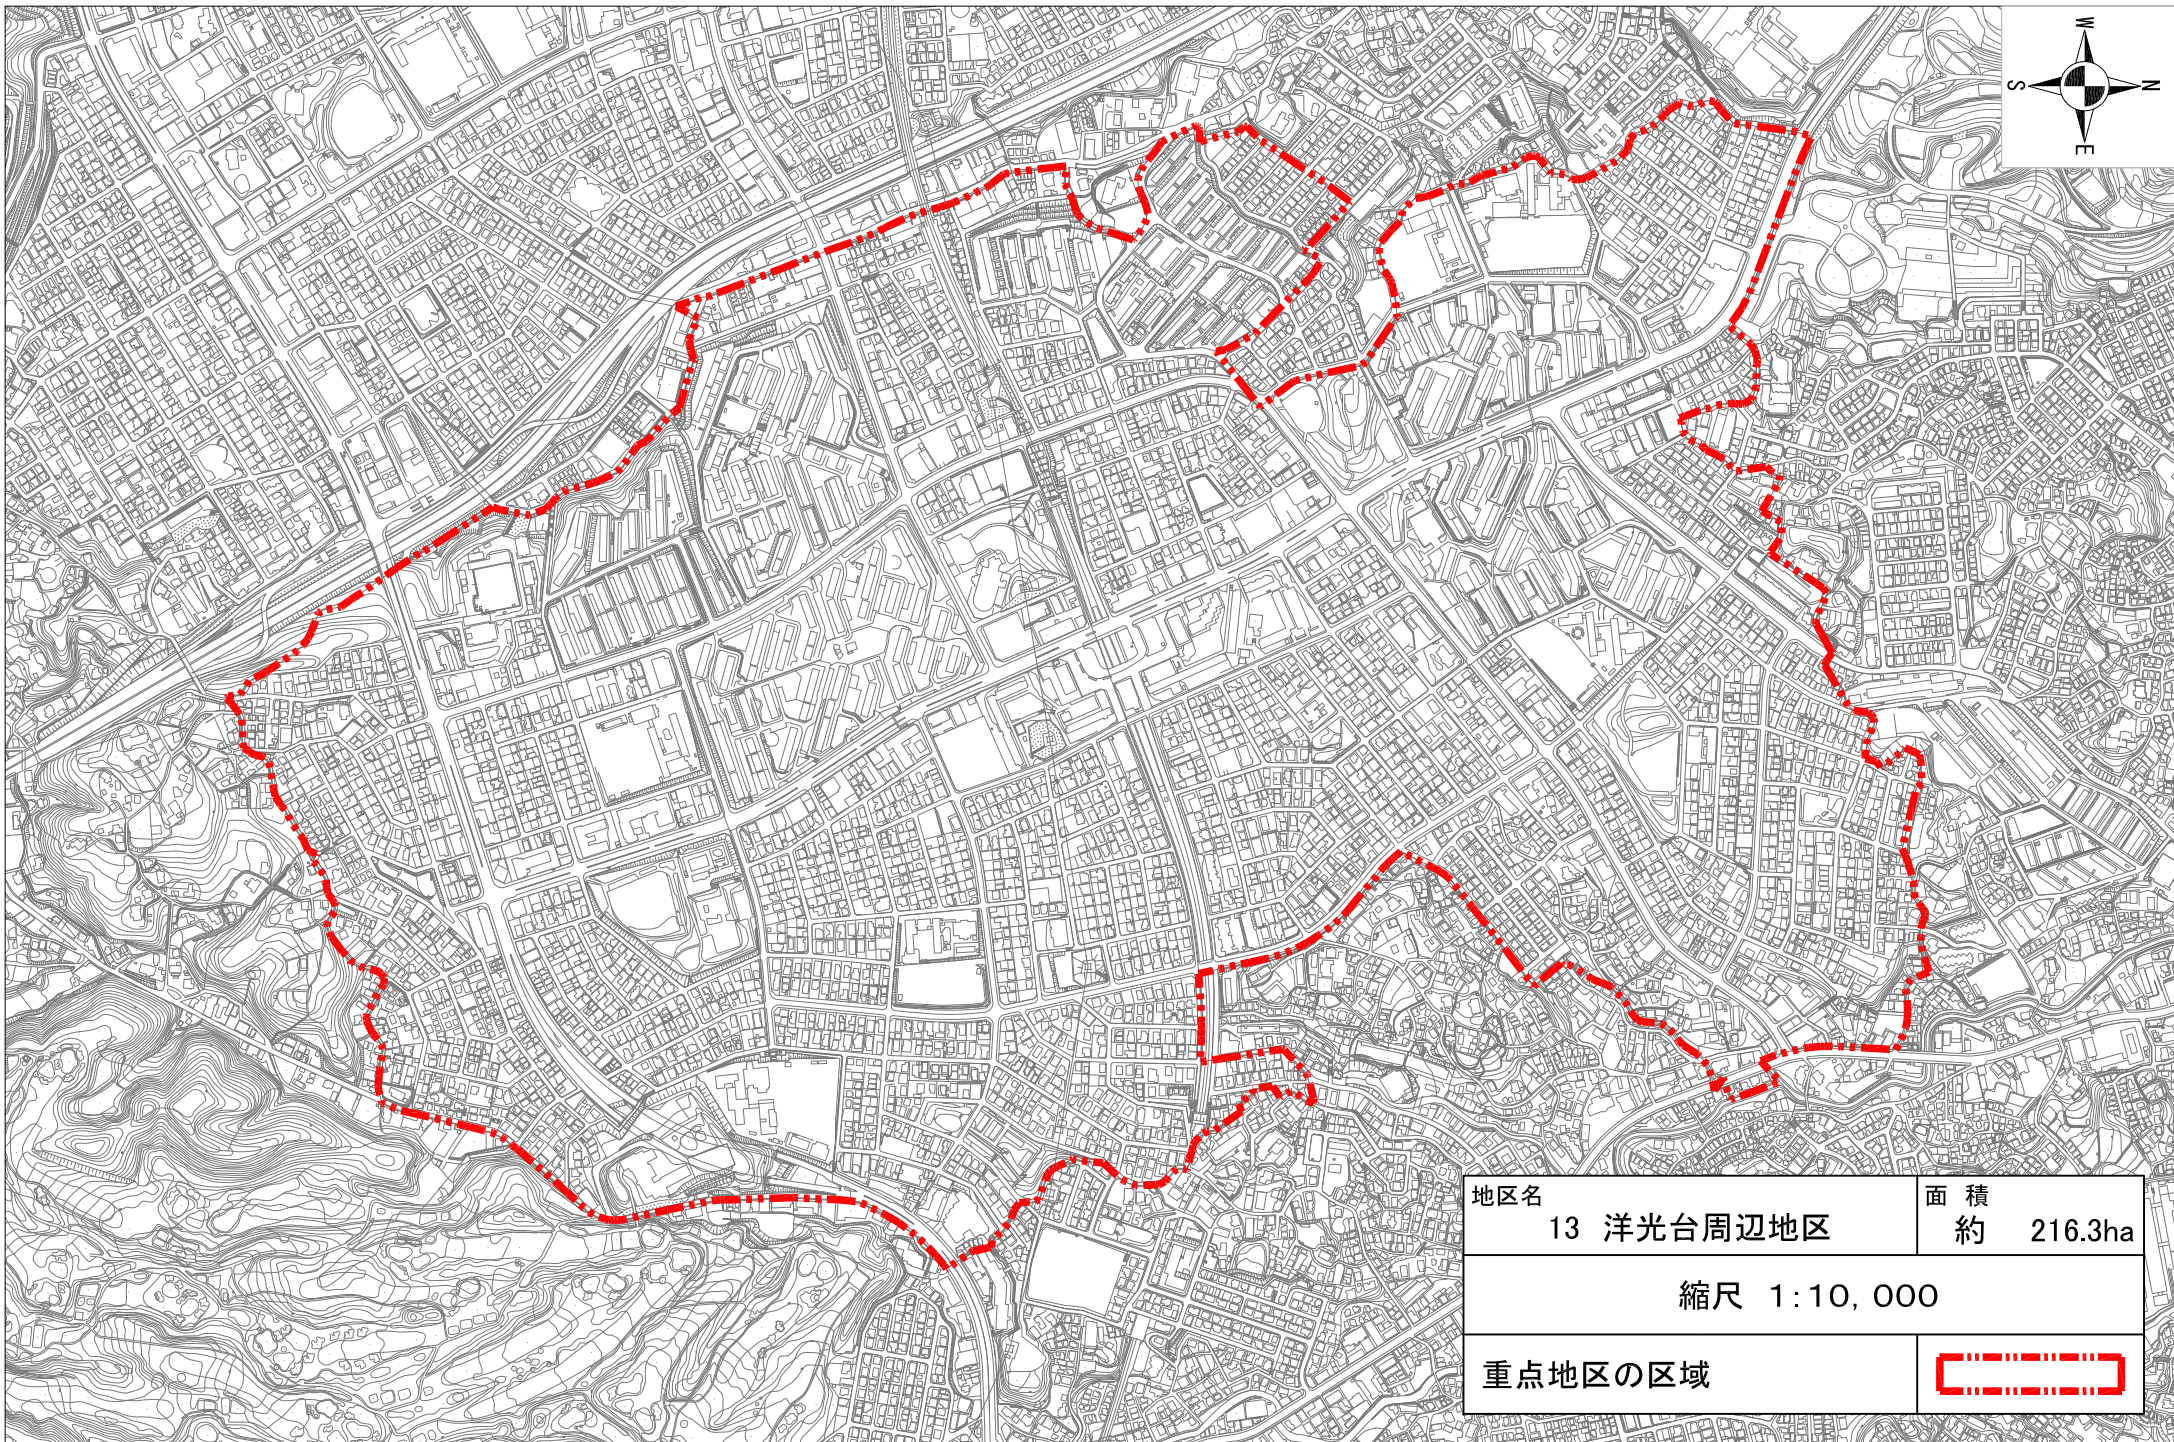 W
S N
E
地区名
13 洋光台周辺地区
面 積
約 216.3ha
縮尺 1:10,000
重点地区の区域